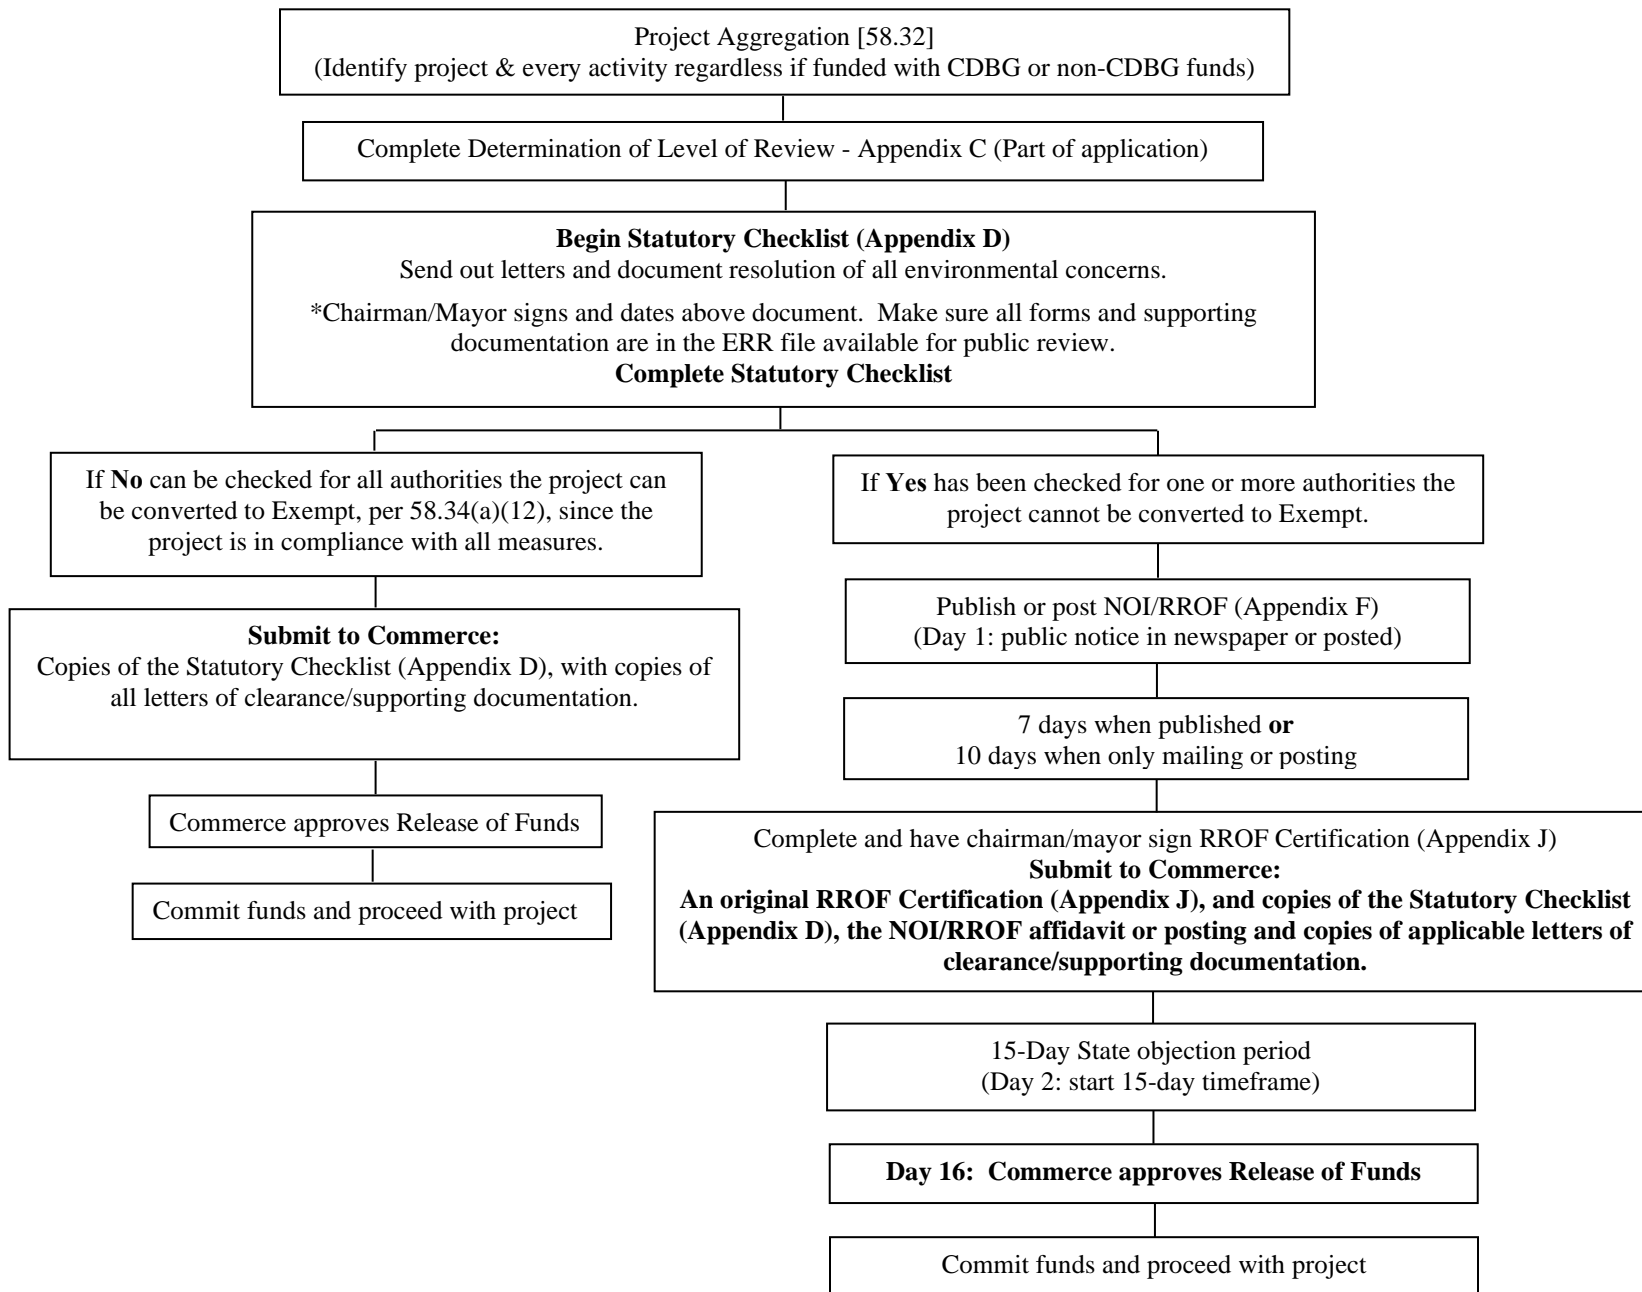 Project Aggregation [58.32]
(Identify project & every activity regardless if funded with CDBG or non-CDBG funds)
Complete Determination of Level of Review - Appendix C (Part of application)
Begin Statutory Checklist (Appendix D)
Send out letters and document resolution of all environmental concerns.
*Chairman/Mayor signs and dates above document.  Make sure all forms and supporting
documentation are in the ERR file available for public review.
Complete Statutory Checklist
If No can be checked for all authorities the project can
be converted to Exempt, per 58.34(a)(12), since the
project is in compliance with all measures.
Submit to Commerce:
Copies of the Statutory Checklist (Appendix D), with copies of
all letters of clearance/supporting documentation.
Commerce approves Release of Funds
Commit funds and proceed with project
If Yes has been checked for one or more authorities the
project cannot be converted to Exempt.
Publish or post NOI/RROF (Appendix F)
(Day 1: public notice in newspaper or posted)
7 days when published or
10 days when only mailing or posting
Complete and have chairman/mayor sign RROF Certification (Appendix J)
Submit to Commerce:
An original RROF Certification (Appendix J), and copies of the Statutory Checklist
(Appendix D), the NOI/RROF affidavit or posting and copies of applicable letters of
clearance/supporting documentation.
15-Day State objection period
(Day 2: start 15-day timeframe)
Day 16:  Commerce approves Release of Funds
Commit funds and proceed with project